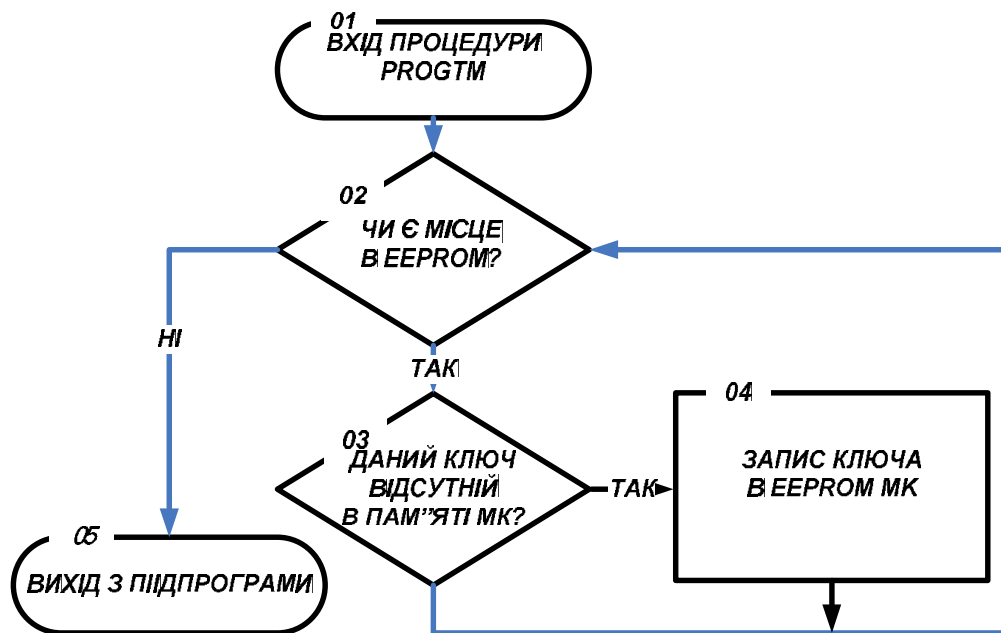 01
ВХІД ПРОЦЕДУРИ
PROGTM
02
ЧИ Є МІСЦЕ
В EEPROM?
НІ
ТАК
03
ДАНИЙ КЛЮЧ
ВІДСУТНІЙ
В ПАМ”ЯТІ МК?
ТАК
04
ЗАПИС КЛЮЧА
В EEPROM МК
05
ВИХІД З ПІІДПРОГРАМИ